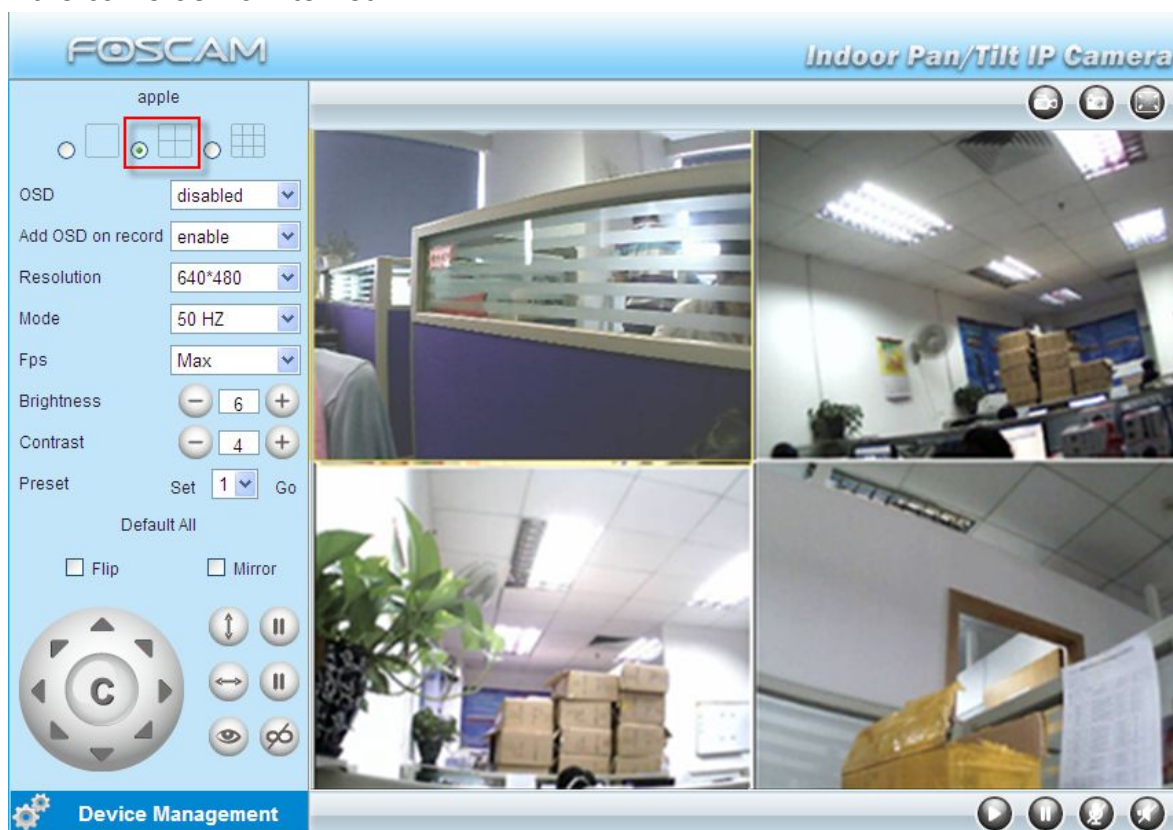 FOSCAM
Indoor Pan/Tilt IP Camera
apple
OSD disabled
Add OSD on record enable
Resolution 640*480
Mode 50 HZ
Fps Max
Brightness 6
Contrast 4
Preset Set 1 Go
Default All
Flip Mirror
C
Device Management